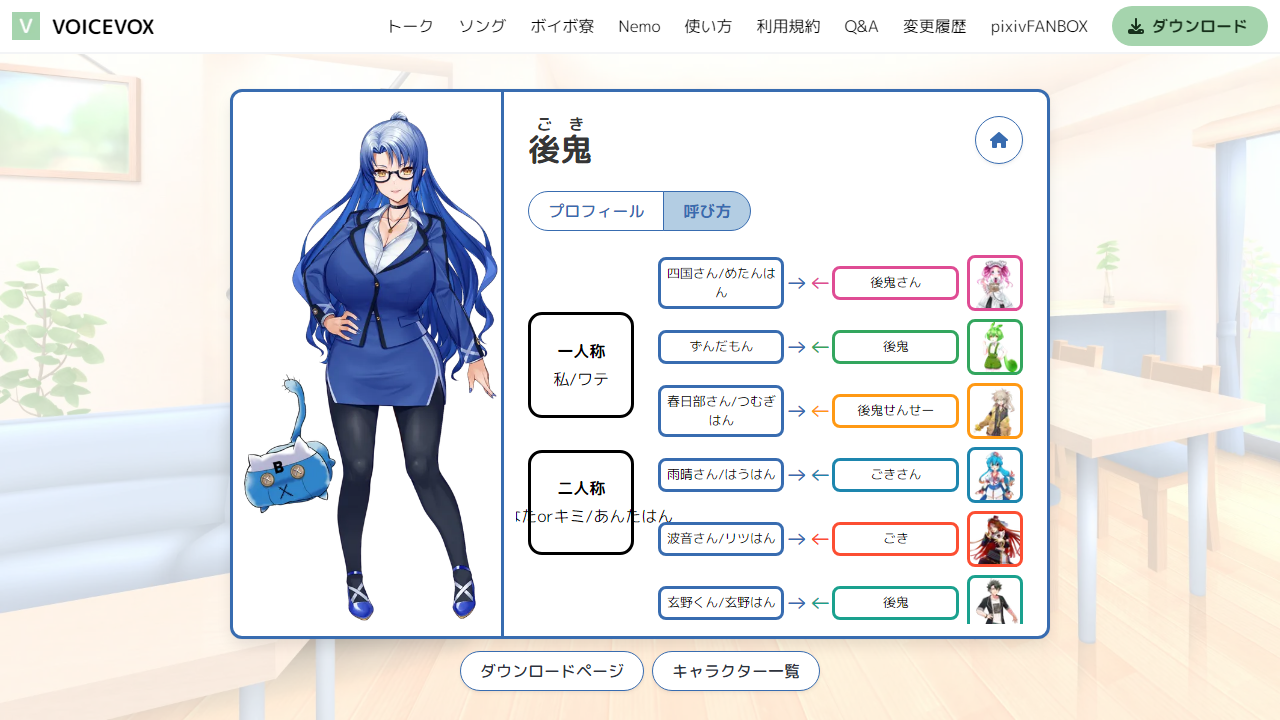 V VOICEVOX トーク ソング ボイボ寮 Nemo 使い方 利用規約 Q&A 変更履歴 pixivFANBOX ダウンロード
ごき
後鬼
プロフィール 呼び方
一人称
私/ワテ
二人称
たorキミ/あんたはん
四国さん/めたんは
ん
後鬼さん
ずんだもん
後鬼
春日部さん/つむぎ
はん
後鬼せんせー
雨晴さん/はうはん
ごきさん
波音さん/リツはん
ごき
玄野くん/玄野はん
後鬼
B
X
ダウンロードページ キャラクター一覧